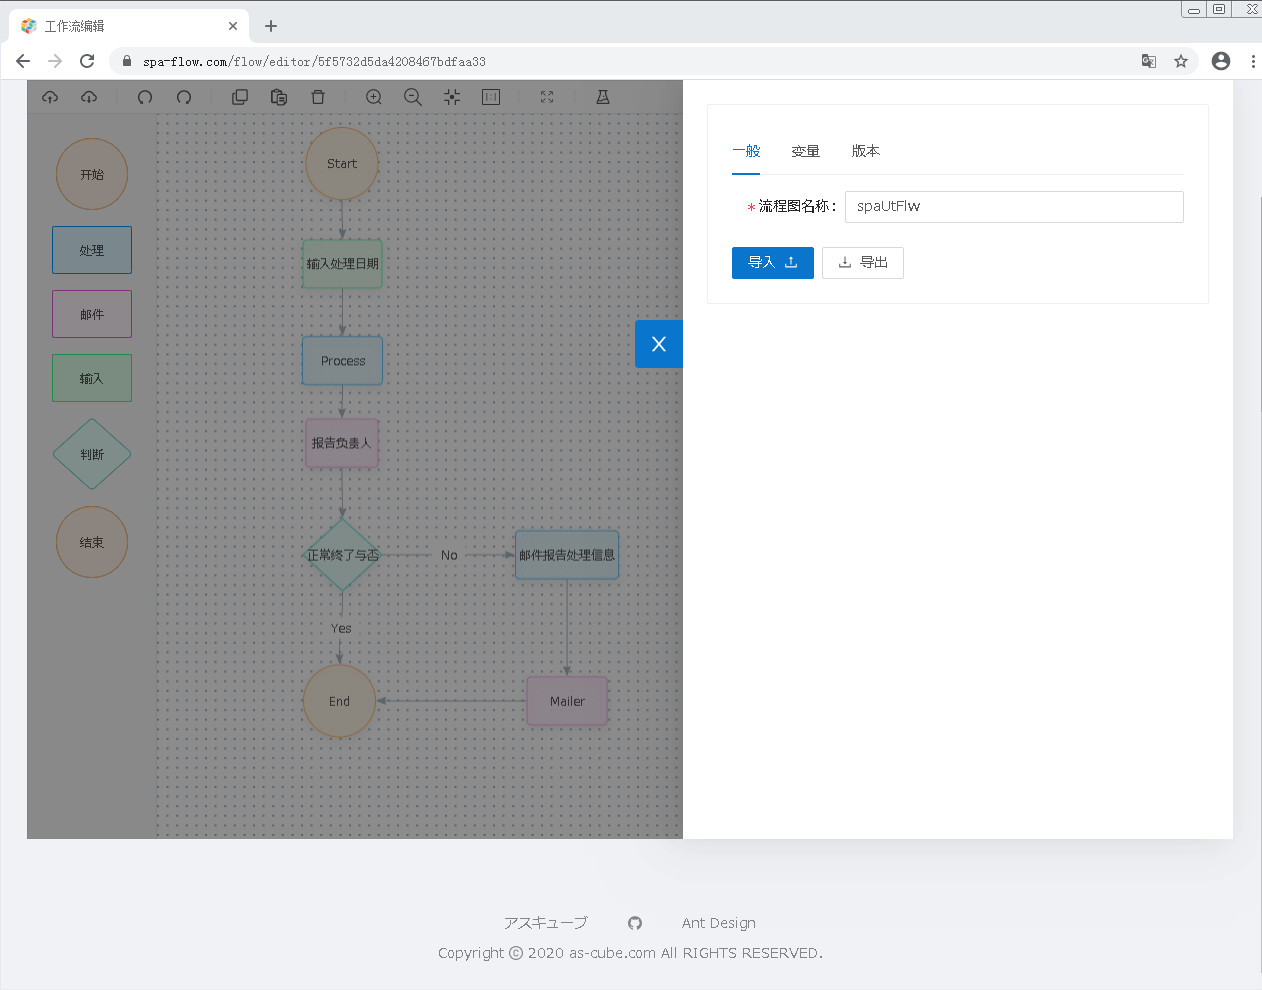 工作流编辑
spa-flow.com/flow/editor/5f5732d5da4208467bdfaa33
开始
处理
邮件
输入
判断
结束
Start
输入处理日期
Process
报告负责人
正常终了与否
No
邮件报告处理信息
Yes
End
Mailer
一般 变量 版本
*流程图名称: spaUtFlw
导入 导出
アスキューブ Ant Design
Copyright © 2020 as-cube.com All RIGHTS RESERVED.